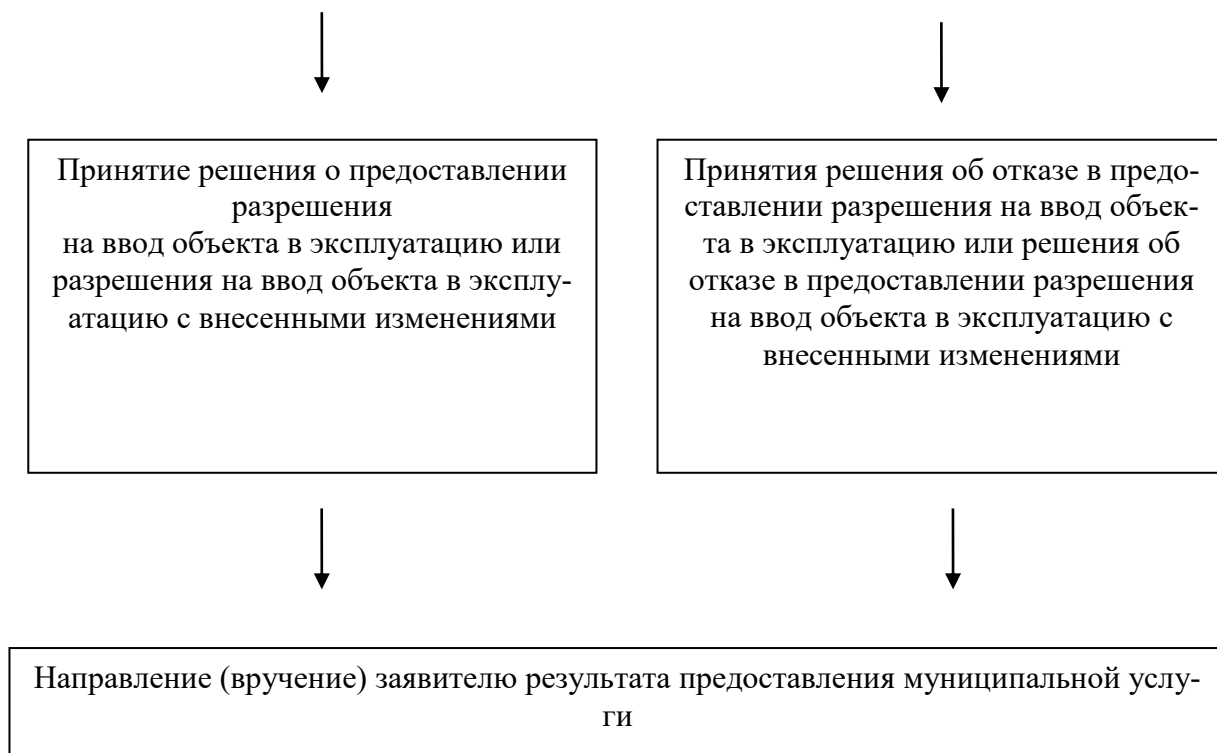 Принятие решения о предоставлении
разрешения
на ввод объекта в эксплуатацию или
разрешения на ввод объекта в эксплу-
атацию с внесенными изменениями
Принятия решения об отказе в предо-
ставлении разрешения на ввод объек-
та в эксплуатацию или решения об
отказе в предоставлении разрешения
на ввод объекта в эксплуатацию с
внесенными изменениями
Направление (вручение) заявителю результата предоставления муниципальной услу-
ги